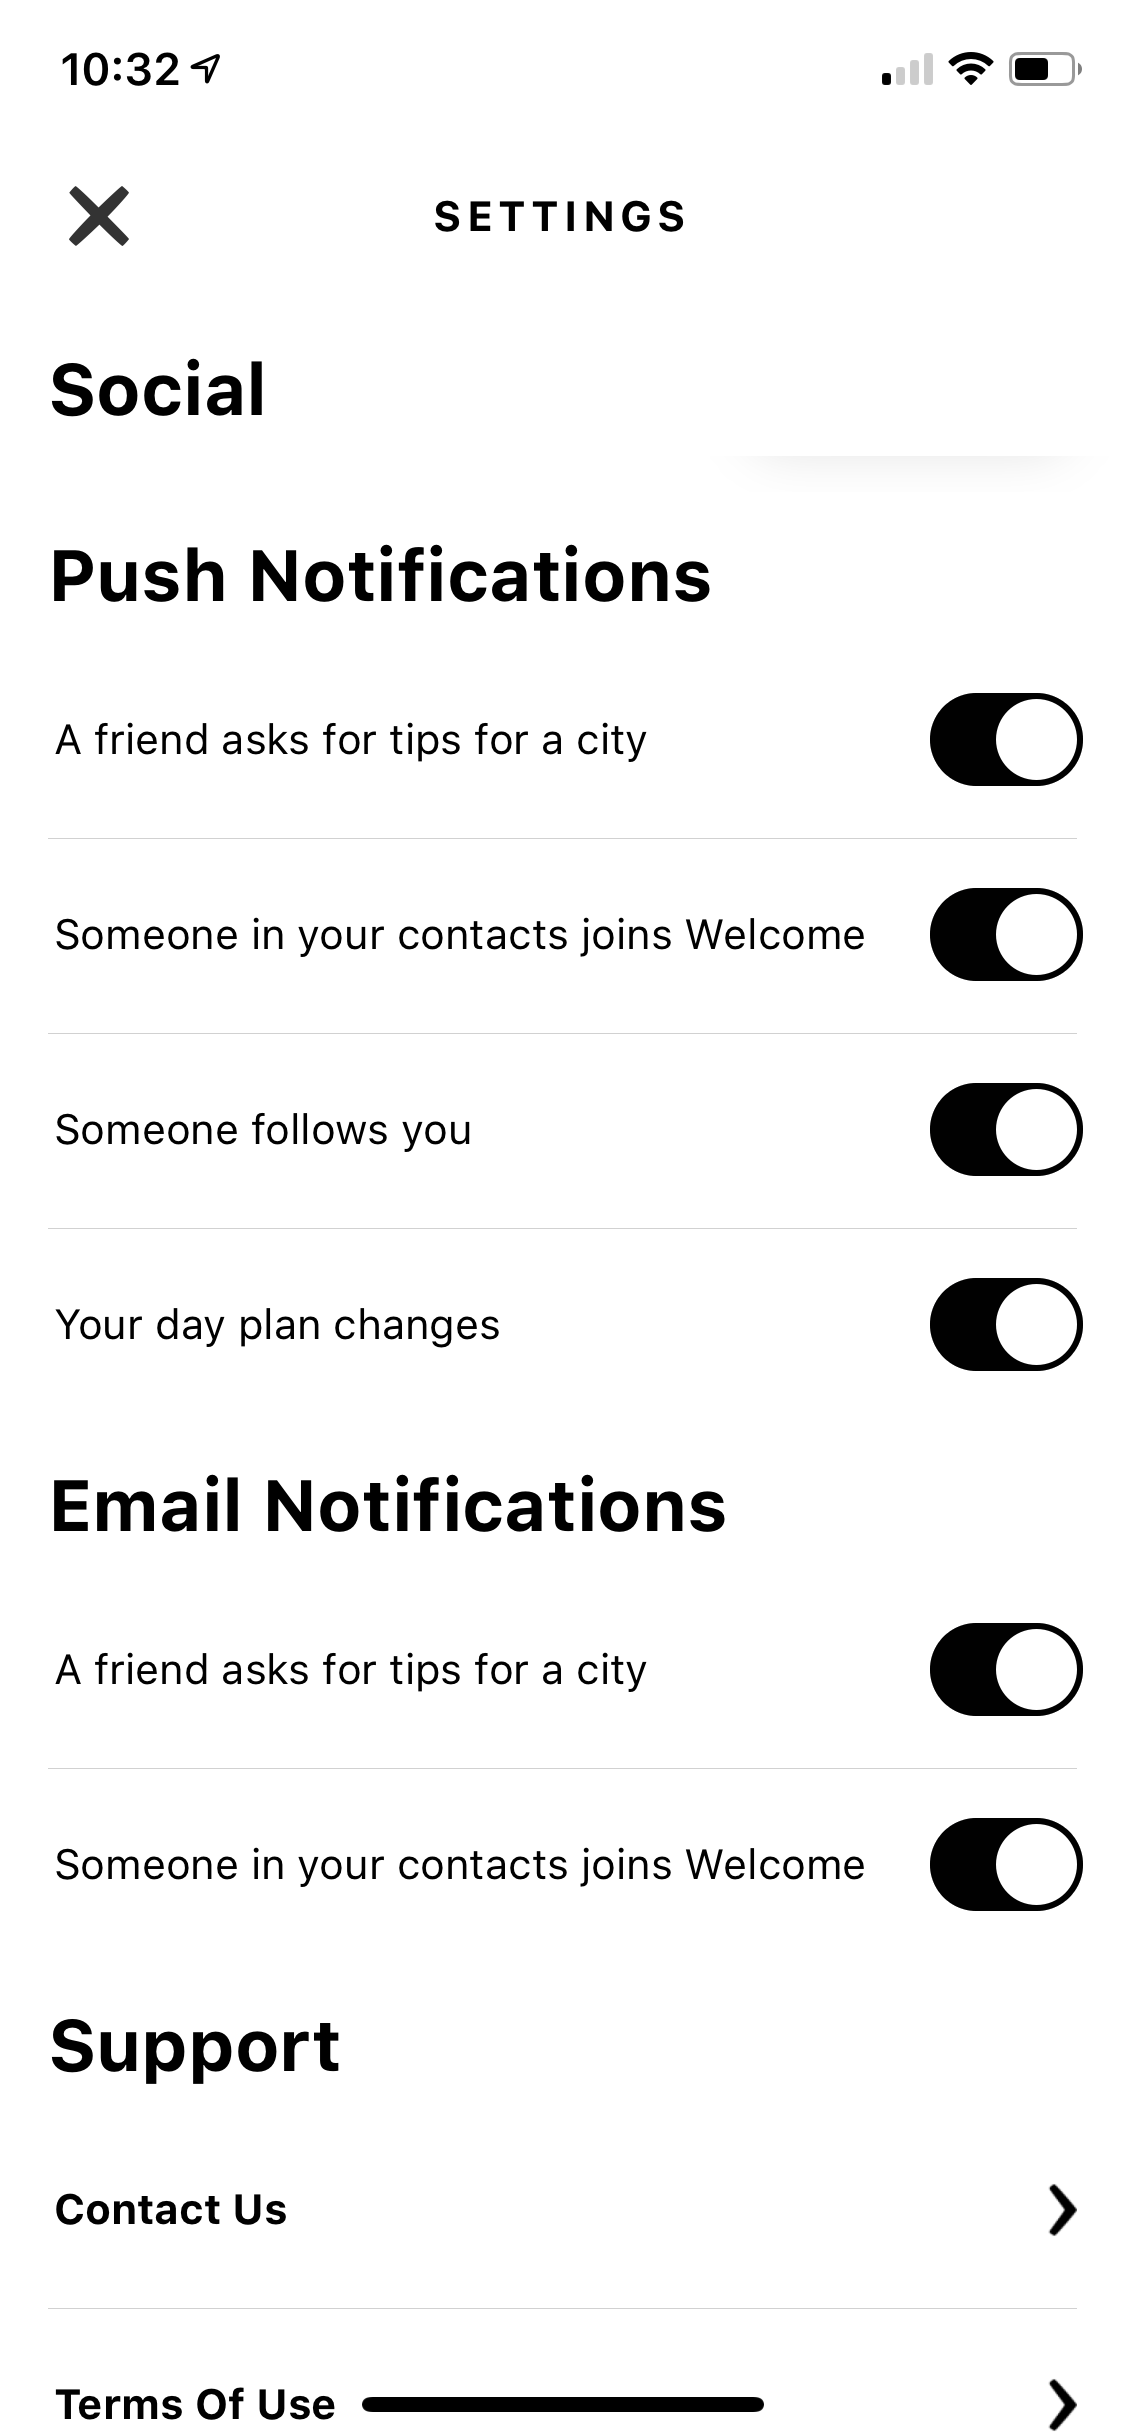 10:32
SETTINGS
Social
Push Notifications
A friend asks for tips for a city
Someone in your contacts joins Welcome
Someone follows you
Your day plan changes
Email Notifications
A friend asks for tips for a city
Someone in your contacts joins Welcome
Support
Contact Us
Terms Of Use